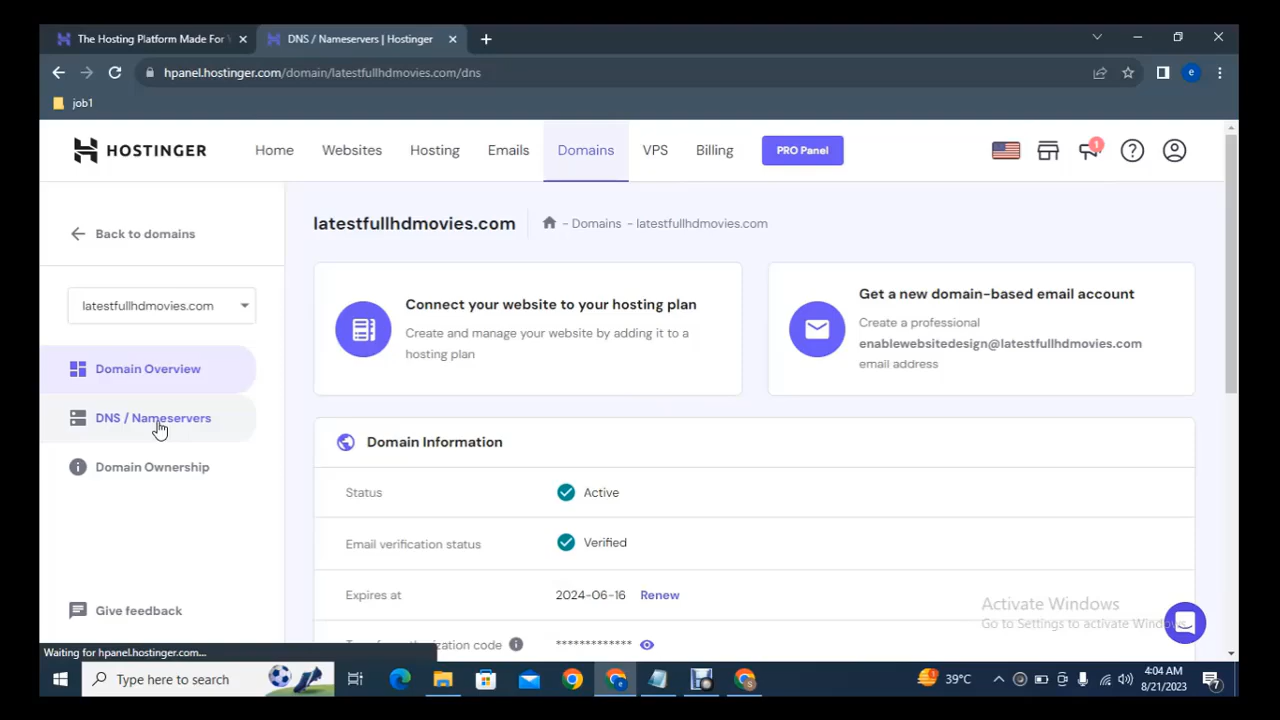 The Hosting Platform Made For
DNS / Nameservers | Hostinger
hpanel.hostinger.com/domain/latestfullhdmovies.com/dns
e
job1
HOSTINGER
Home
Websites
Hosting
Emails
Domains
VPS
Billing
PRO Panel
1
Back to domains
latestfullhdmovies.com
Domain Overview
DNS / Nameservers
Domain Ownership
Give feedback
latestfullhdmovies.com
- Domains - latestfullhdmovies.com
Connect your website to your hosting plan
Create and manage your website by adding it to a
hosting plan
Get a new domain-based email account
Create a professional
enablewebsitedesign@latestfullhdmovies.com
email address
Domain Information
Status
Active
Email verification status
Verified
Expires at
2024-06-16 Renew
*************
Activate Windows
Go to Settings to activate Windows.
Waiting for hpanel.hostinger.com...
Type here to search
39°C
4:04 AM
8/21/2023
7